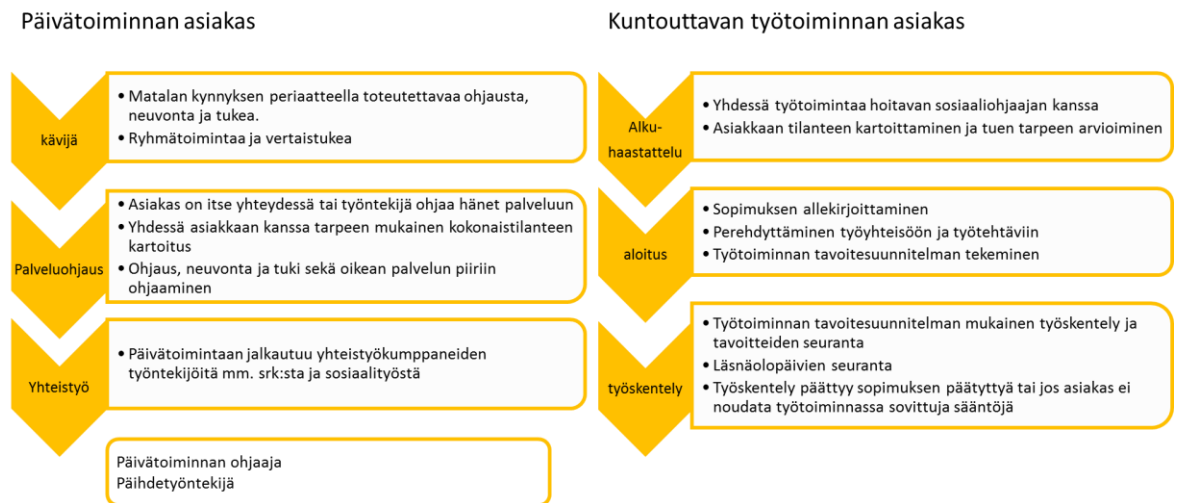 Päivätoiminnan asiakas
kävijä
• Matalan kynnyksen periaatteella toteutettavaa ohjausta,
neuvonta ja tukea.
• Ryhmätoimintaa ja vertaistukea
Palveluohjaus
• Asiakas on itse yhteydessä tai työntekijä ohjaa hänet palveluun
• Yhdessä asiakkaan kanssa tarpeen mukainen kokonaistilanteen
kartoitus
• Ohjaus, neuvonta ja tuki sekä oikean palvelun piiriin
ohjaaminen
Yhteistyö
• Päivätoimintaan jalkautuu yhteistyökumppaneiden
työntekijöitä mm. srk:sta ja sosiaalityöstä
Päivätoiminnan ohjaaja
Päihdetyöntekijä
Kuntouttavan työtoiminnan asiakas
Alku-
haastattelu
• Yhdessä työtoimintaa hoitavan sosiaaliohjaajan kanssa
• Asiakkaan tilanteen kartoittaminen ja tuen tarpeen arvioiminen
aloitus
• Sopimuksen allekirjoittaminen
• Perehdyttäminen työyhteisöön ja työtehtäviin
• Työtoiminnan tavoitesuunnitelman tekeminen
työskentely
• Työtoiminnan tavoitesuunnitelman mukainen työskentely ja
tavoitteiden seuranta
• Läsnäolopäivien seuranta
• Työskentely päättyy sopimuksen päätyttyä tai jos asiakas ei
noudata työtoiminnassa sovittuja sääntöjä